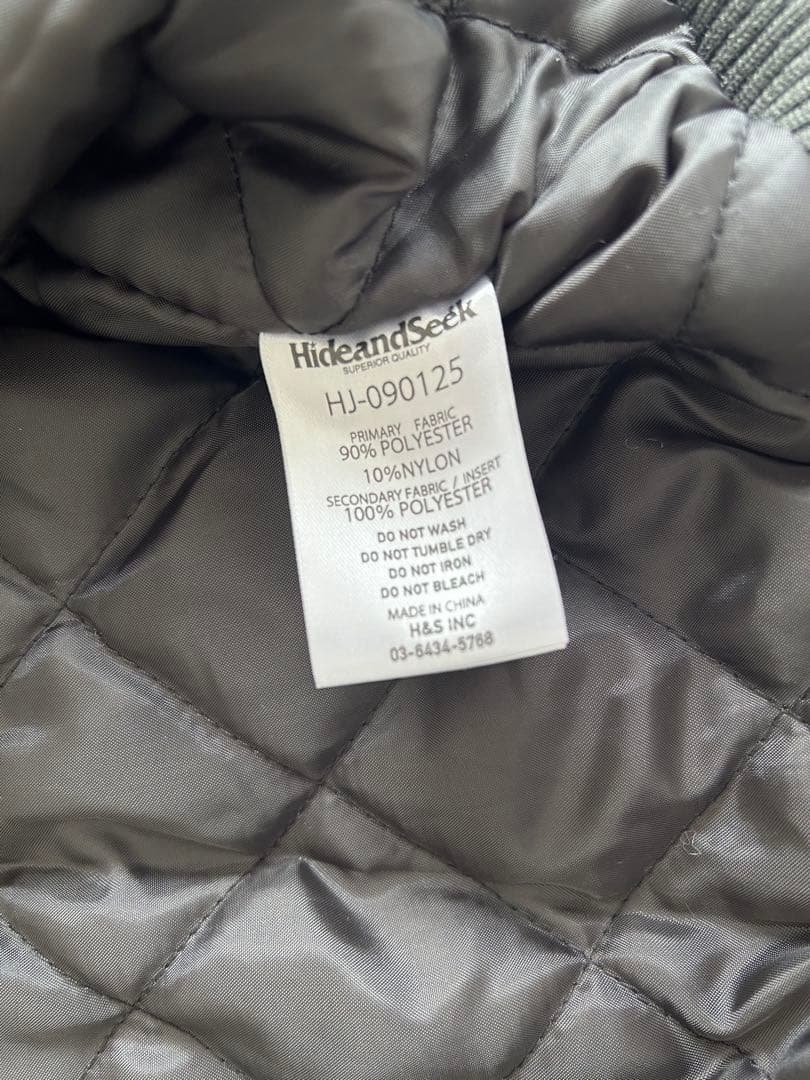 HideandSeek
SUPERIOR QUALITY
HJ-090125
PRIMARY FABRIC
90% POLYESTER
10%NYLON
SECONDARY FABRIC / INSERT
100% POLYESTER
DO NOT WASH
DO NOT TUMBLE DRY
DO NOT IRON
DO NOT BLEACH
MADE IN CHINA
H&S INC
03-6434-5768